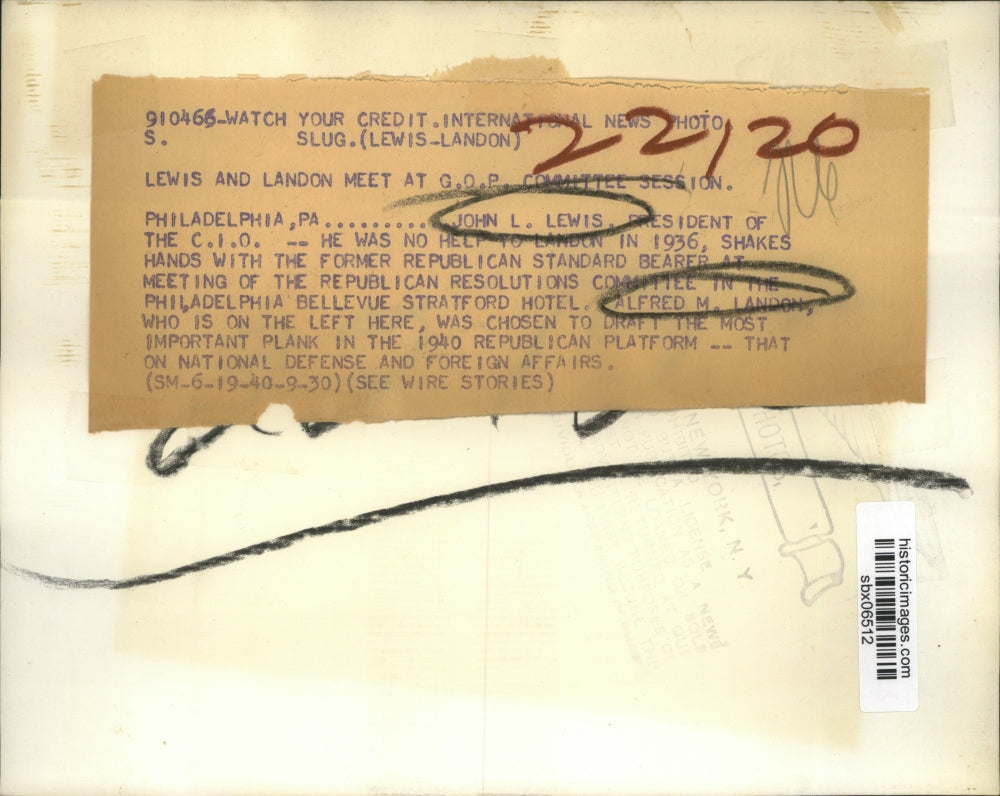 910466-WATCH YOUR CREDIT.INTERNATIONAL NEWS PHOTO
S. SLUG.(LEWIS-LANDON)
22,20
LEWIS AND LANDON MEET AT G.O.P. COMMITTEE SESSION.
PHILADELPHIA,PA.......... JOHN L. LEWIS, PRESIDENT OF
THE C.I.O. -- HE WAS NO HELP TO LANDON IN 1936, SHAKES
HANDS WITH THE FORMER REPUBLICAN STANDARD BEARER AT
MEETING OF THE REPUBLICAN RESOLUTIONS COMMITTEE IN THE
PHILADELPHIA BELLEVUE STRATFORD HOTEL. ALFRED M. LANDON,
WHO IS ON THE LEFT HERE, WAS CHOSEN TO DRAFT THE MOST
IMPORTANT PLANK IN THE 1940 REPUBLICAN PLATFORM -- THAT
ON NATIONAL DEFENSE AND FOREIGN AFFAIRS.
(SM-6-19-40-9-30)(SEE WIRE STORIES)
NEW YORK, N. Y.
LICENSE
AS A NEWS
historicimages.com
sbx06512